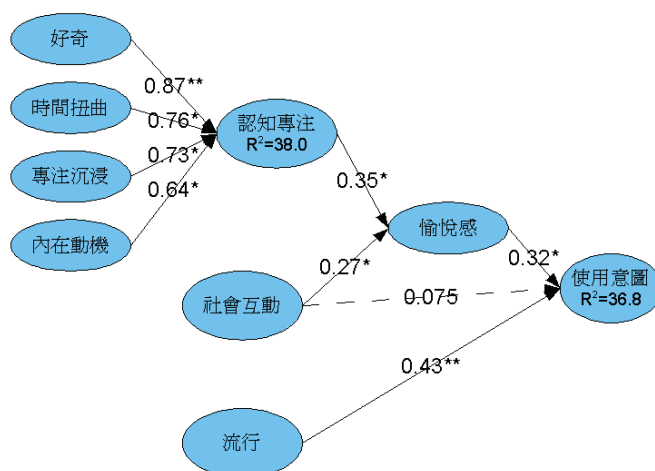 好奇
0.87**
時間扭曲
0.76*
認知專注
R²=38.0
專注沉浸
0.73*
0.64*
內在動機
0.35*
愉悅感
0.27*
0.32*
社會互動
0.075
使用意圖
R²=36.8
0.43**
流行